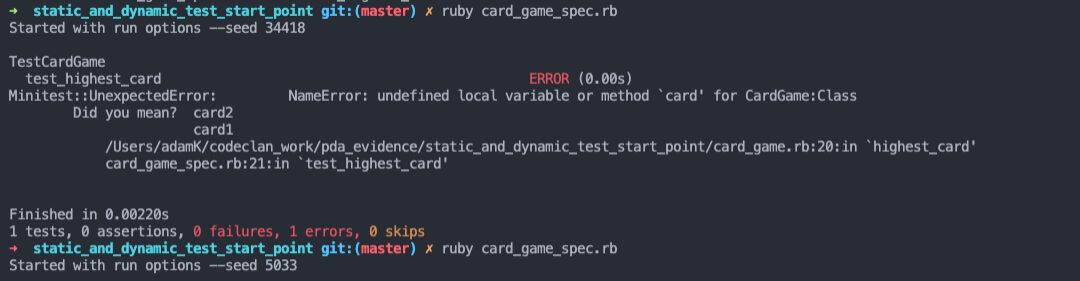 → static_and_dynamic_test_start_point git:(master) ✗ ruby card_game_spec.rb
Started with run options --seed 34418
TestCardGame
test_highest_card ERROR (0.00s)
Minitest::UnexpectedError: NameError: undefined local variable or method `card' for CardGame:Class
Did you mean? card2
card1
/Users/adamK/codeclan_work/pda_evidence/static_and_dynamic_test_start_point/card_game.rb:20:in `highest_card'
card_game_spec.rb:21:in `test_highest_card'
Finished in 0.00220s
1 tests, 0 assertions, 0 failures, 1 errors, 0 skips
→ static_and_dynamic_test_start_point git:(master) ✗ ruby card_game_spec.rb
Started with run options --seed 5033